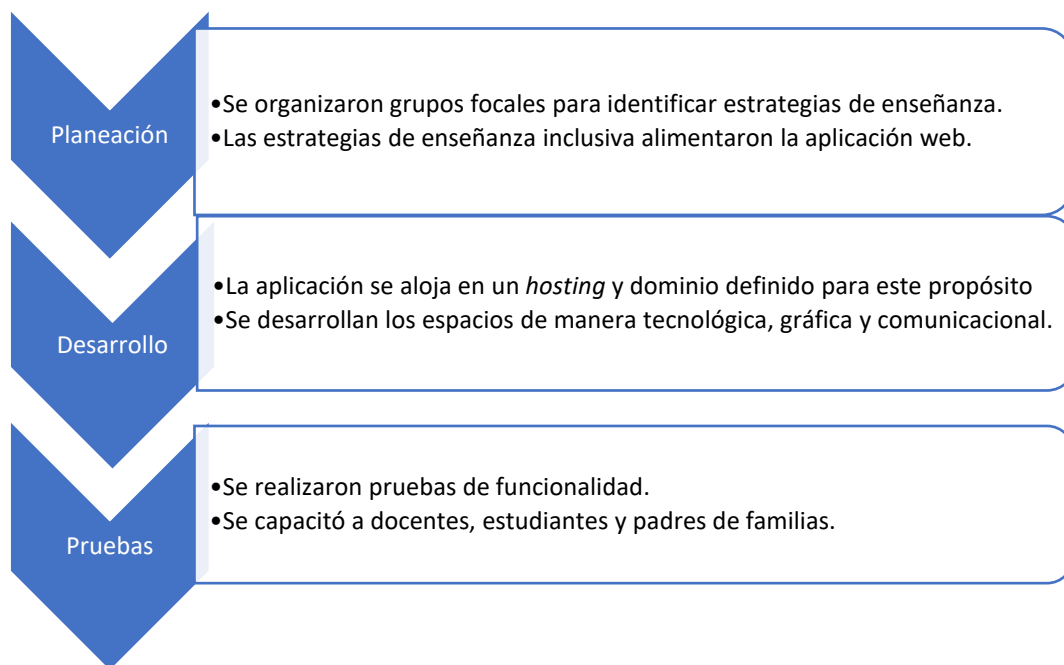 Planeación
•Se organizaron grupos focales para identificar estrategias de enseñanza.
•Las estrategias de enseñanza inclusiva alimentaron la aplicación web.
Desarrollo
•La aplicación se aloja en un hosting y dominio definido para este propósito
•Se desarrollan los espacios de manera tecnológica, gráfica y comunicacional.
Pruebas
•Se realizaron pruebas de funcionalidad.
•Se capacitó a docentes, estudiantes y padres de familias.